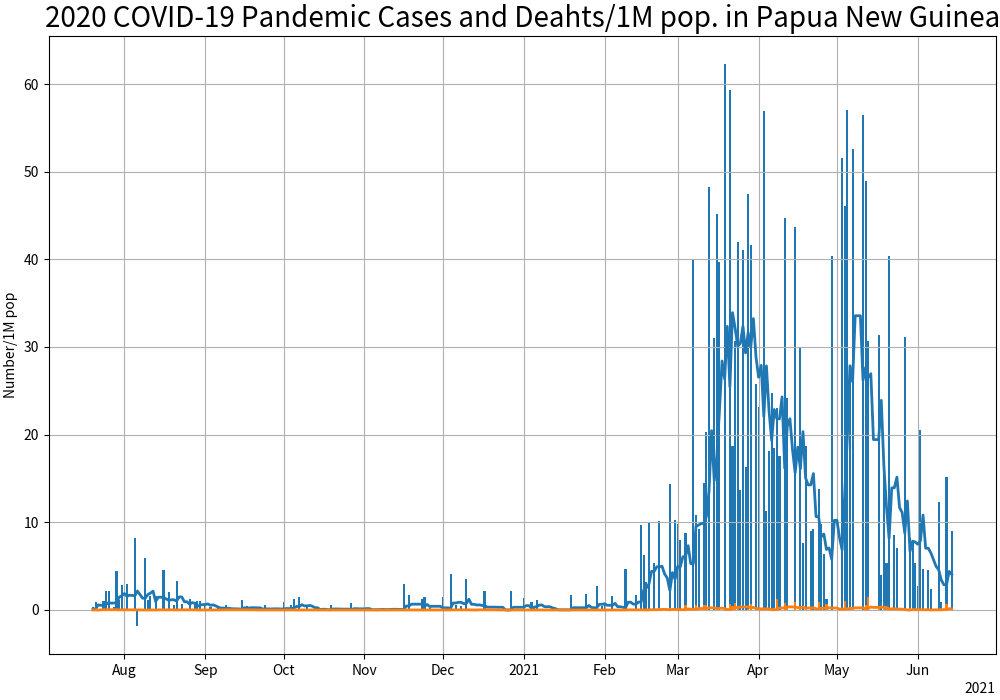 2020 COVID-19 Pandemic Cases and Deahts/1M pop. in Papua New Guinea
Number/1M pop
60
50
40
30
20
10
0
Aug Sep Oct Nov Dec 2021 Feb Mar Apr May Jun
2021